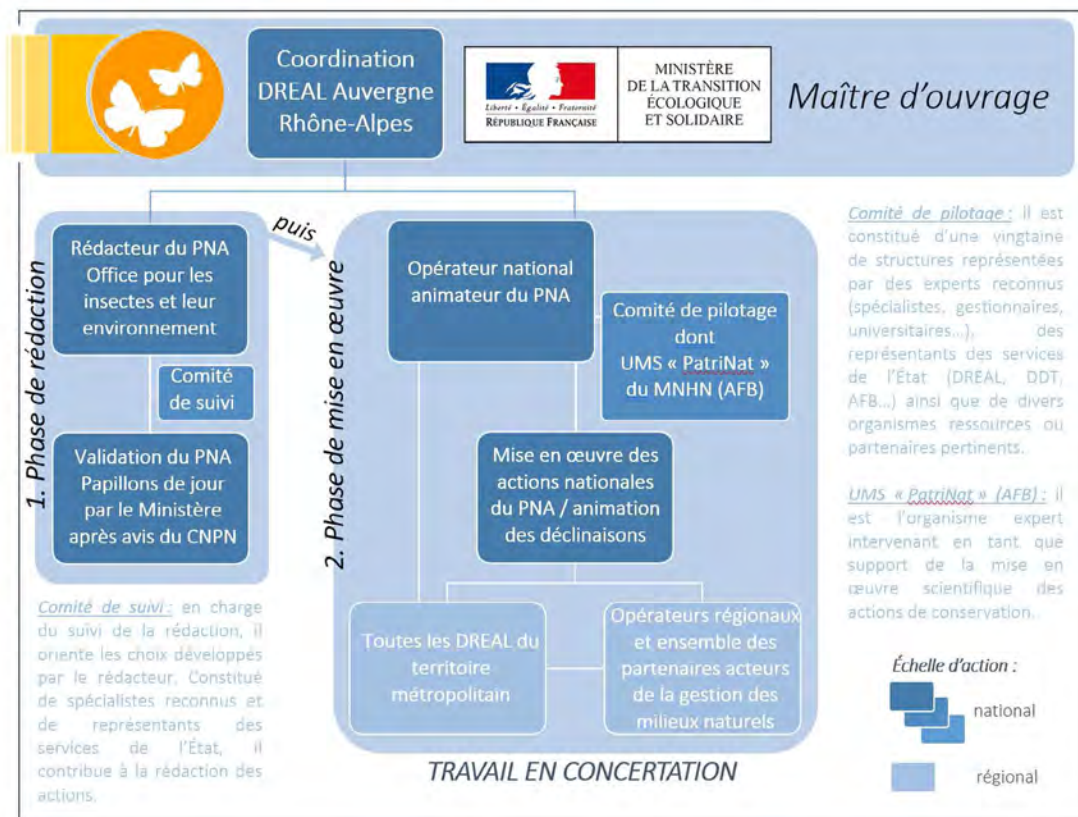 Coordination
DREAL Auvergne
Rhône-Alpes
Liberté • Égalité • Fraternité
RÉPUBLIQUE FRANÇAISE
MINISTÈRE
DE LA TRANSITION
ÉCOLOGIQUE
ET SOLIDAIRE
Maître d'ouvrage
1. Phase de rédaction
Rédacteur du PNA
Office pour les
insectes et leur
environnement
Comité
de suivi
Validation du PNA
Papillons de jour
par le Ministère
après avis du CNPN
puis
2. Phase de mise en œuvre
Opérateur national
animateur du PNA
Comité de pilotage
dont
UMS « PatriNat »
du MNHN (AFB)
Mise en œuvre des
actions nationales
du PNA / animation
des déclinaisons
Toutes les DREAL du
territoire
métropolitain
Opérateurs régionaux
et ensemble des
partenaires acteurs
de la gestion des
milieux naturels
TRAVAIL EN CONCERTATION
Comité de suivi : en charge
du suivi de la rédaction, il
oriente les choix développés
par le rédacteur. Constitué
de spécialistes reconnus et
de représentants des
services de l'État, il
contribue à la rédaction des
actions.
Comité de pilotage : il est
constitué d'une vingtaine
de structures représentées
par des experts reconnus
(spécialistes, gestionnaires,
universitaires...), des
représentants des services
de l'État (DREAL, DDT,
AFB...) ainsi que de divers
organismes ressources ou
partenaires pertinents.
UMS « PatriNat » (AFB) : il
est l'organisme expert
intervenant en tant que
support de la mise en
œuvre scientifique des
actions de conservation.
Échelle d'action :
national
régional